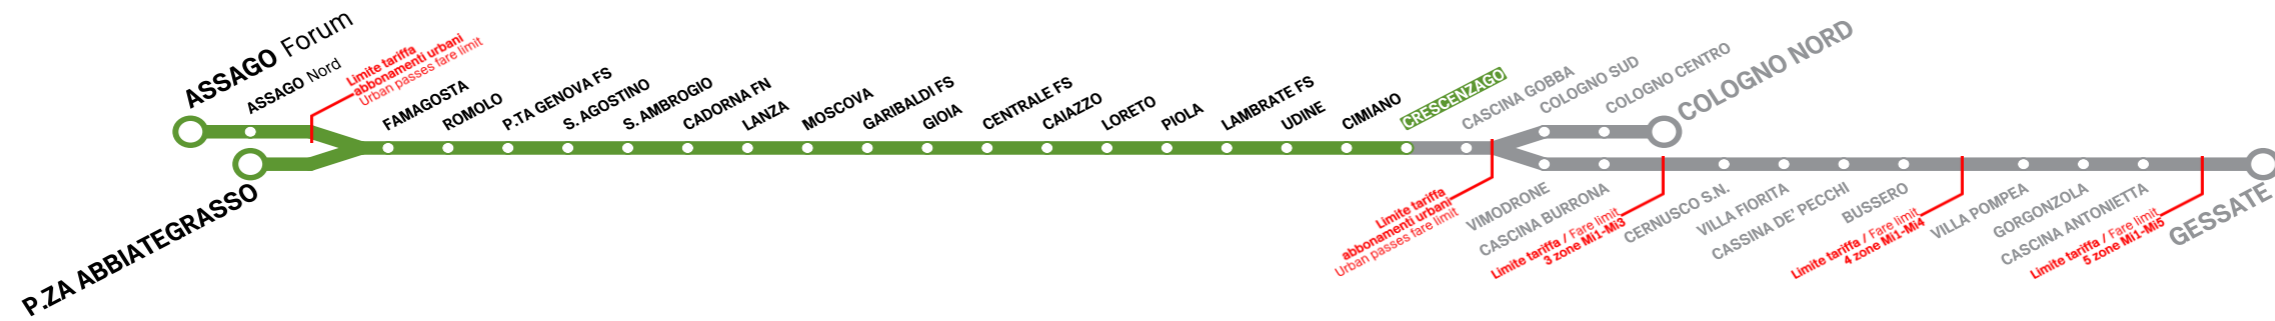 ASSAGO Forum
ASSAGO Nord
Limite tariffa
abbonamenti urbani
Urban passes fare limit
P.ZA ABBIATEGRASSO
FAMAGOSTA
ROMOLO
P.TA GENOVA FS
S. AGOSTINO
S. AMBROGIO
CADORNA FN
LANZA
MOSCOVA
GARIBALDI FS
GIOIA
CENTRALE FS
CAIAZZO
LORETO
PIOLA
LAMBRATE FS
UDINE
CIMIANO
CRESCENZAGO
CASCINA GOBBA
Limite tariffa
abbonamenti urbani
Urban passes fare limit
COLOGNO SUD
COLOGNO CENTRO
COLOGNO NORD
VIMODRONE
CASCINA BURRONA
Limite tariffa / Fare limit
3 zone Mi1-Mi3
CERNUSCO S.N.
VILLA FIORITA
CASSINA DE' PECCHI
BUSSERO
Limite tariffa / Fare limit
4 zone Mi1-Mi4
VILLA POMPEA
GORGONZOLA
CASCINA ANTONIETTA
Limite tariffa / Fare limit
5 zone Mi1-Mi5
GESSATE